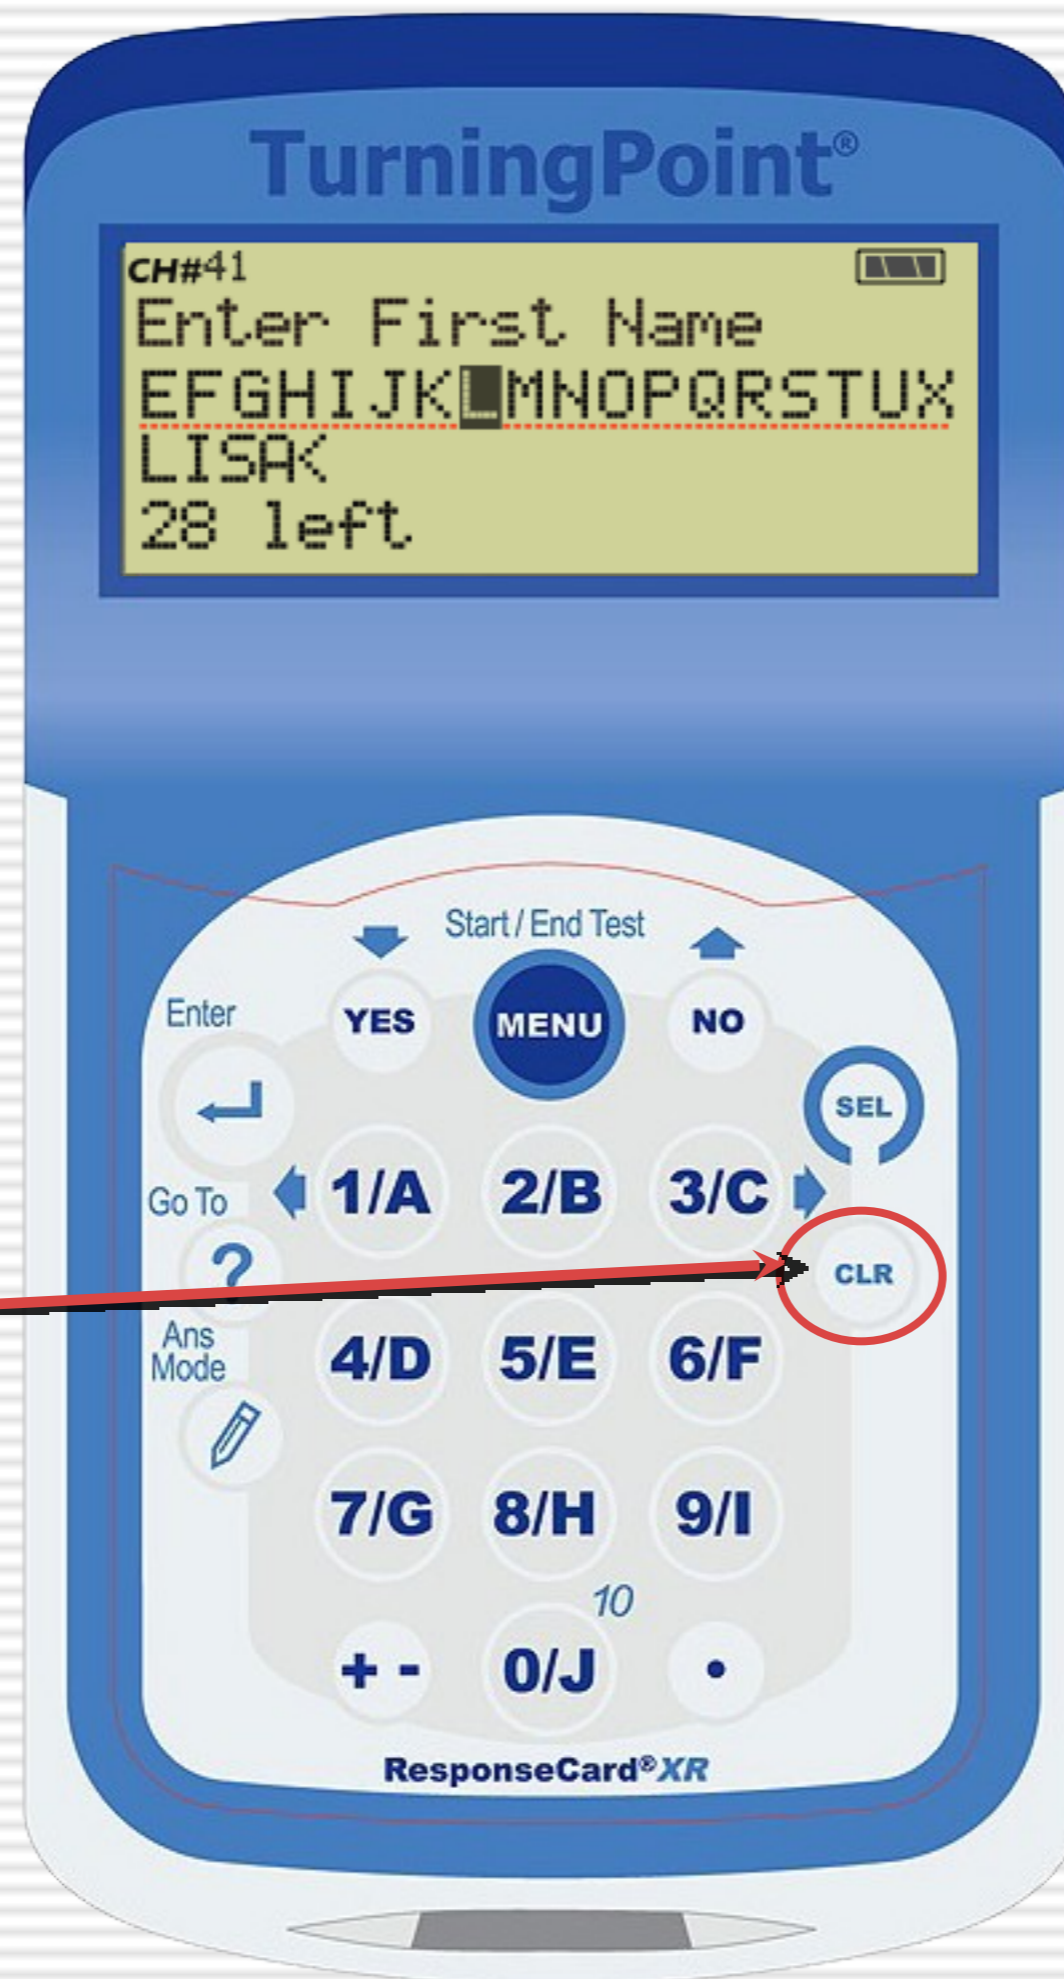 TurningPoint®
CH#41
Enter First Name
EFGHIJKLMNOPQRSTUX
LISA<
28 left
Start / End Test
YES
MENU
NO
Enter
SEL
Go To
1/A
2/B
3/C
?
CLR
Ans
Mode
4/D
5/E
6/F
7/G
8/H
9/I
10
+ -
0/J
•
ResponseCard®XR